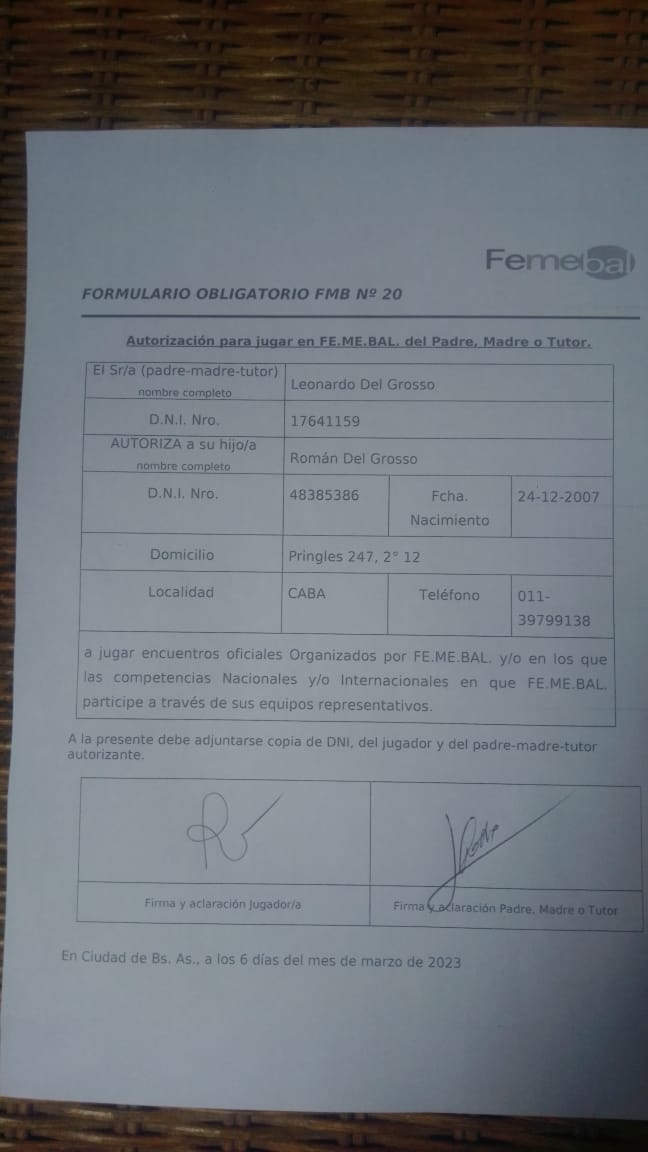 Femebal
FORMULARIO OBLIGATORIO FMB Nº 20
Autorización para jugar en FE.ME.BAL. del Padre, Madre o Tutor.
El Sr/a (padre-madre-tutor)
nombre completo
Leonardo Del Grosso
D.N.I. Nro.
17641159
AUTORIZA a su hijo/a
nombre completo
Román Del Grosso
D.N.I. Nro.
48385386
Fcha.
Nacimiento
24-12-2007
Domicilio
Pringles 247, 2° 12
Localidad
CABA
Teléfono
011-
39799138
a jugar encuentros oficiales Organizados por FE.ME.BAL. y/o en los que
las competencias Nacionales y/o Internacionales en que FE.ME.BAL.
participe a través de sus equipos representativos.
A la presente debe adjuntarse copia de DNI, del jugador y del padre-madre-tutor
autorizante.
Firma y aclaración Jugador/a
Firma y aclaración Padre, Madre o Tutor
En Ciudad de Bs. As., a los 6 días del mes de marzo de 2023